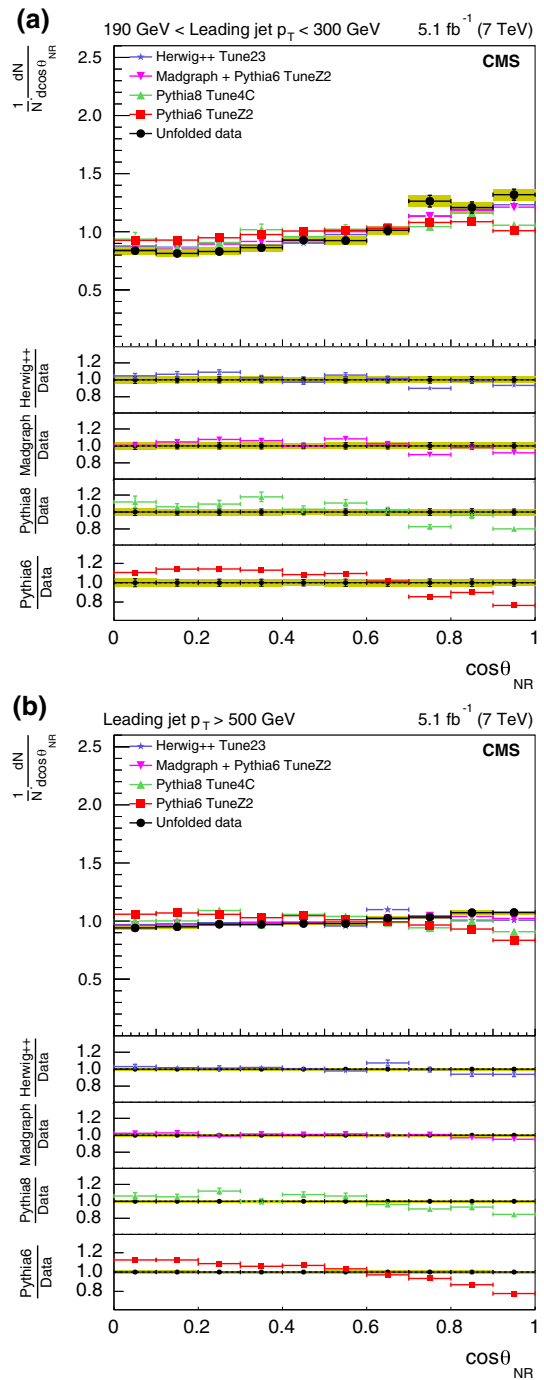 (a)
190 GeV < Leading jet p_T < 300 GeV 5.1 fb^-1 (7 TeV)
1/N . dN/dcosθ_NR
2.5
2.0
1.5
1.0
0.5
Herwig++ Tune23
Madgraph + Pythia6 TuneZ2
Pythia8 Tune4C
Pythia6 TuneZ2
Unfolded data
CMS
Herwig++/Data
1.2
1.0
0.8
Madgraph/Data
1.2
1.0
0.8
Pythia8/Data
1.2
1.0
0.8
Pythia6/Data
1.2
1.0
0.8
0 0.2 0.4 0.6 0.8 1
cosθ_NR
(b)
Leading jet p_T > 500 GeV 5.1 fb^-1 (7 TeV)
1/N . dN/dcosθ_NR
2.5
2.0
1.5
1.0
0.5
Herwig++ Tune23
Madgraph + Pythia6 TuneZ2
Pythia8 Tune4C
Pythia6 TuneZ2
Unfolded data
CMS
Herwig++/Data
1.2
1.0
0.8
Madgraph/Data
1.2
1.0
0.8
Pythia8/Data
1.2
1.0
0.8
Pythia6/Data
1.2
1.0
0.8
0 0.2 0.4 0.6 0.8 1
cosθ_NR